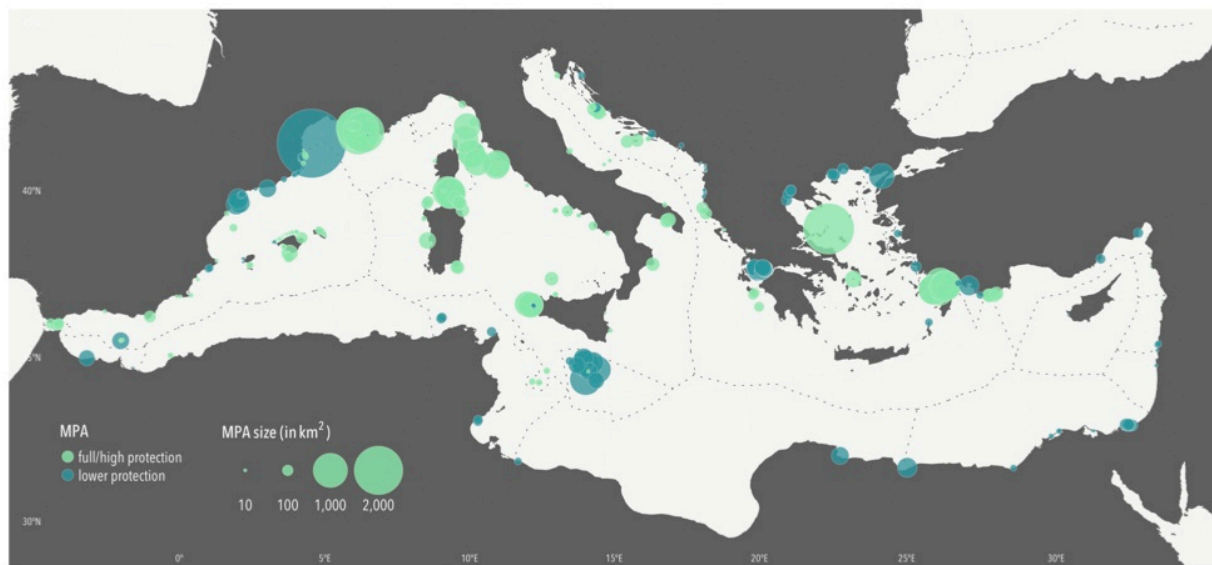 40°N
35°N
MPA
full/high protection
lower protection
MPA size (in km²)
10 100 1,000 2,000
30°N
0° 5°E 10°E 15°E 20°E 25°E 30°E